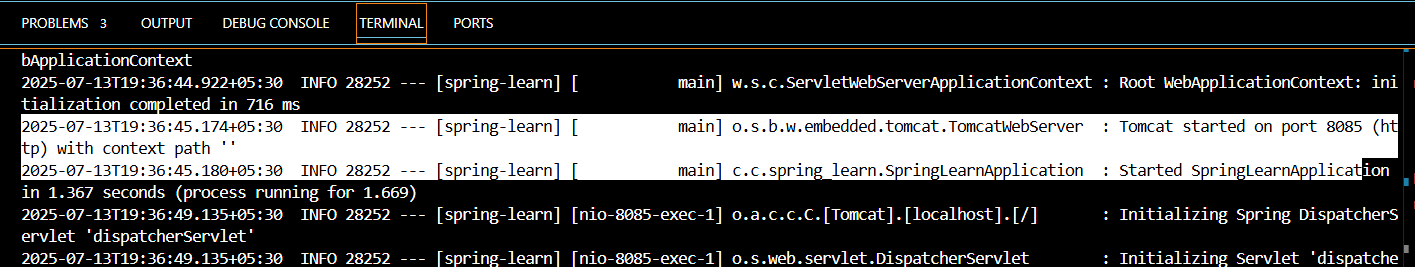 PROBLEMS 3 OUTPUT DEBUG CONSOLE TERMINAL PORTS
bApplicationContext
2025-07-13T19:36:44.922+05:30  INFO 28252 --- [spring-learn] [           main] w.s.c.ServletWebServerApplicationContext : Root WebApplicationContext: ini
tialization completed in 716 ms
2025-07-13T19:36:45.174+05:30  INFO 28252 --- [spring-learn] [           main] o.s.b.w.embedded.tomcat.TomcatWebServer  : Tomcat started on port 8085 (ht
tp) with context path ''
2025-07-13T19:36:45.180+05:30  INFO 28252 --- [spring-learn] [           main] c.c.spring_learn.SpringLearnApplication  : Started SpringLearnApplication
in 1.367 seconds (process running for 1.669)
2025-07-13T19:36:49.135+05:30  INFO 28252 --- [spring-learn] [nio-8085-exec-1] o.a.c.c.C.[Tomcat].[localhost].[/]       : Initializing Spring DispatcherS
ervlet 'dispatcherServlet'
2025-07-13T19:36:49.135+05:30  INFO 28252 --- [spring-learn] [nio-8085-exec-1] o.s.web.servlet.DispatcherServlet        : Initializing Servlet 'dispatche